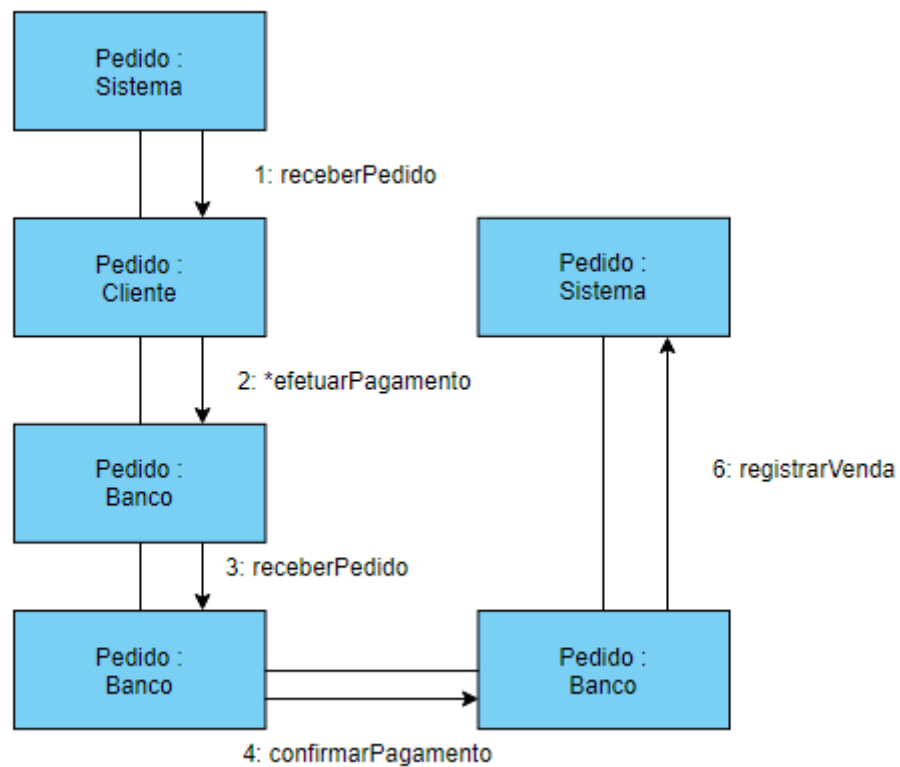 Pedido :
Sistema
1: receberPedido
Pedido :
Cliente
Pedido :
Sistema
2: *efetuarPagamento
Pedido :
Banco
6: registrarVenda
3: receberPedido
Pedido :
Banco
Pedido :
Banco
4: confirmarPagamento